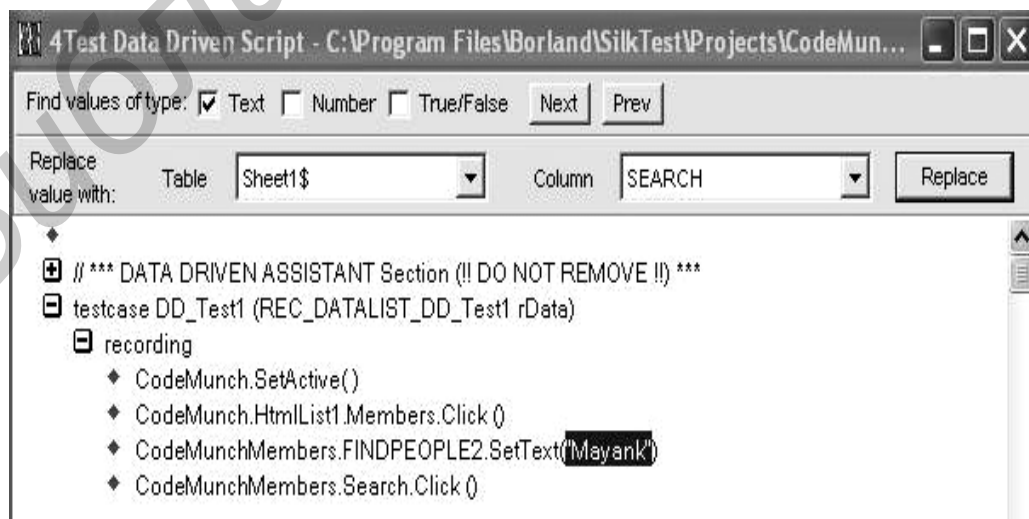 4Test Data Driven Script - C:\Program Files\Borland\SilkTest\Projects\CodeMun...
Find values of type: Text Number True/False Next Prev
Replace value with: Table Sheet1$ Column SEARCH Replace
// *** DATA DRIVEN ASSISTANT Section (!! DO NOT REMOVE !!) ***
testcase DD_Test1 (REC_DATALIST_DD_Test1 rData)
recording
CodeMunch.SetActive()
CodeMunch.HtmlList1.Members.Click ()
CodeMunchMembers.FINDPEOPLE2.SetText("Mayank")
CodeMunchMembers.Search.Click ()